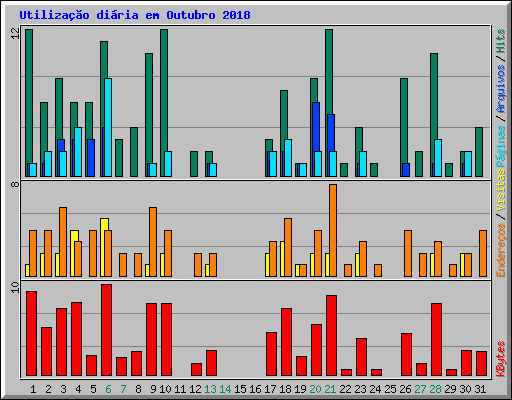 Utilização diária em Outubro 2018
12
8
10
Endereços / Visitas Páginas / Arquivos / Hits
KBytes
1 2 3 4 5 6 7 8 9 10 11 12 13 14 15 16 17 18 19 20 21 22 23 24 25 26 27 28 29 30 31